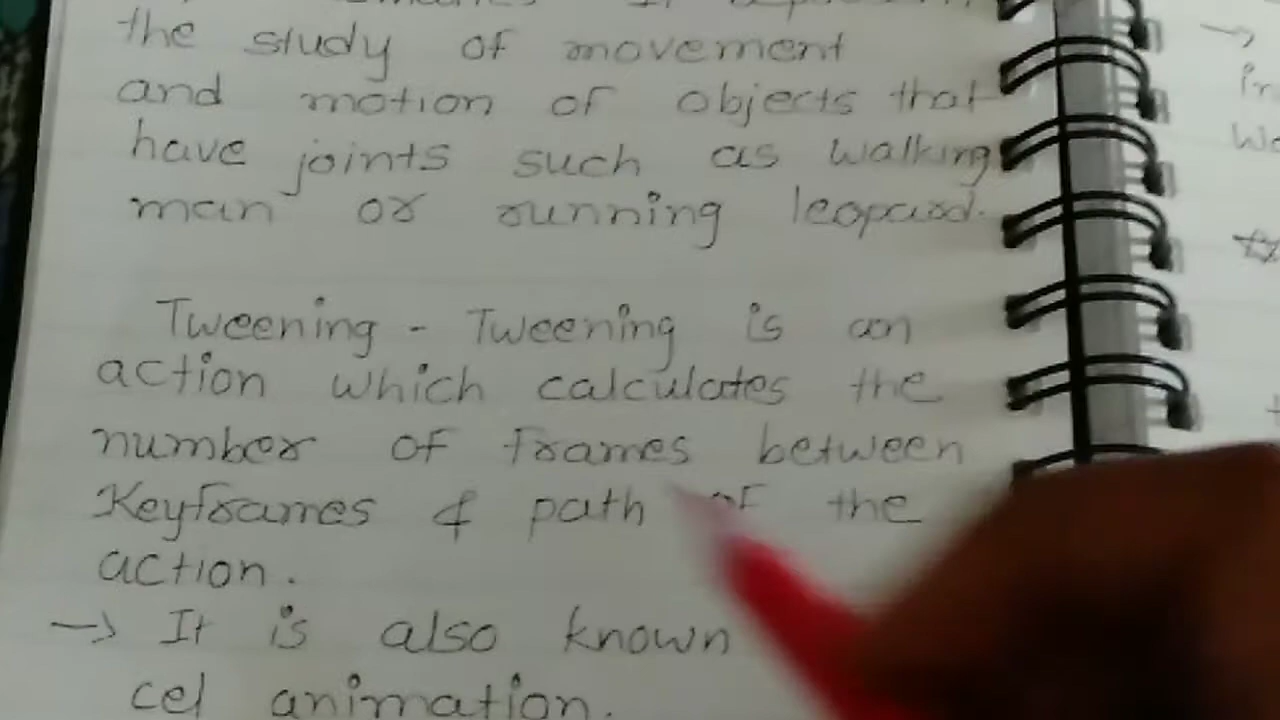 the study of movement
and motion of objects that
have joints such as walking
man or running leopard.
Tweening - Tweening is an
action which calculates the
number of frames between
Keyframes & path of the
action.
→ It is also known
cel animation.